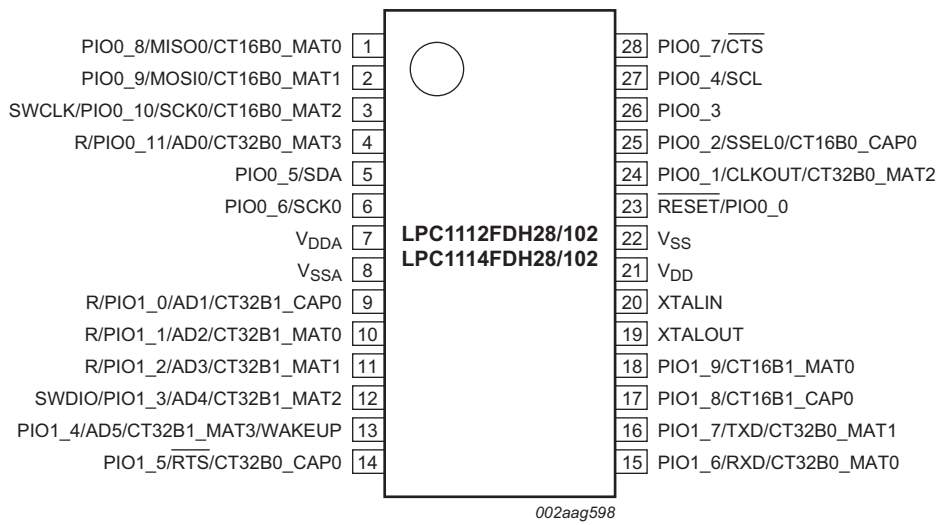 PIO0_8/MISO0/CT16B0_MAT0 1
PIO0_9/MOSI0/CT16B0_MAT1 2
SWCLK/PIO0_10/SCK0/CT16B0_MAT2 3
R/PIO0_11/AD0/CT32B0_MAT3 4
PIO0_5/SDA 5
PIO0_6/SCK0 6
VDDA 7
VSSA 8
R/PIO1_0/AD1/CT32B1_CAP0 9
R/PIO1_1/AD2/CT32B1_MAT0 10
R/PIO1_2/AD3/CT32B1_MAT1 11
SWDIO/PIO1_3/AD4/CT32B1_MAT2 12
PIO1_4/AD5/CT32B1_MAT3/WAKEUP 13
PIO1_5/RTS/CT32B0_CAP0 14
LPC1112FDH28/102
LPC1114FDH28/102
28 PIO0_7/CTS
27 PIO0_4/SCL
26 PIO0_3
25 PIO0_2/SSEL0/CT16B0_CAP0
24 PIO0_1/CLKOUT/CT32B0_MAT2
23 RESET/PIO0_0
22 VSS
21 VDD
20 XTALIN
19 XTALOUT
18 PIO1_9/CT16B1_MAT0
17 PIO1_8/CT16B1_CAP0
16 PIO1_7/TXD/CT32B0_MAT1
15 PIO1_6/RXD/CT32B0_MAT0
002aag598